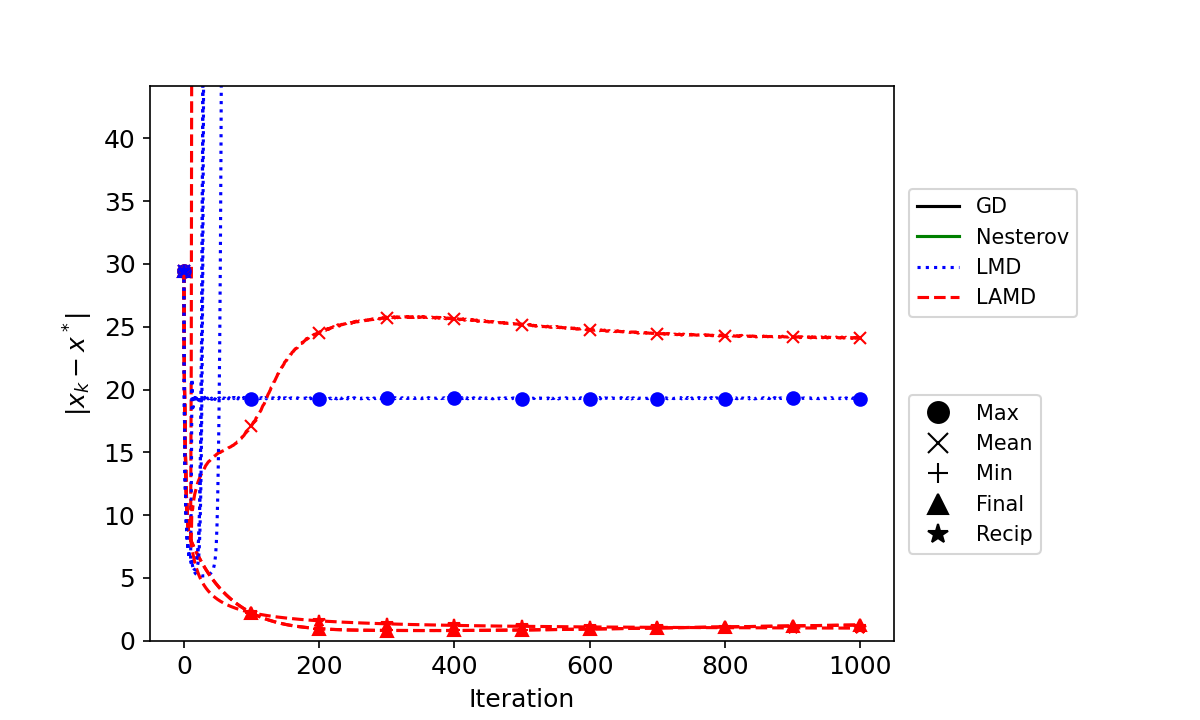 |x_k − x^*|
40
35
30
25
20
15
10
5
0
0 200 400 600 800 1000
Iteration
GD
Nesterov
LMD
LAMD
Max
Mean
Min
Final
Recip